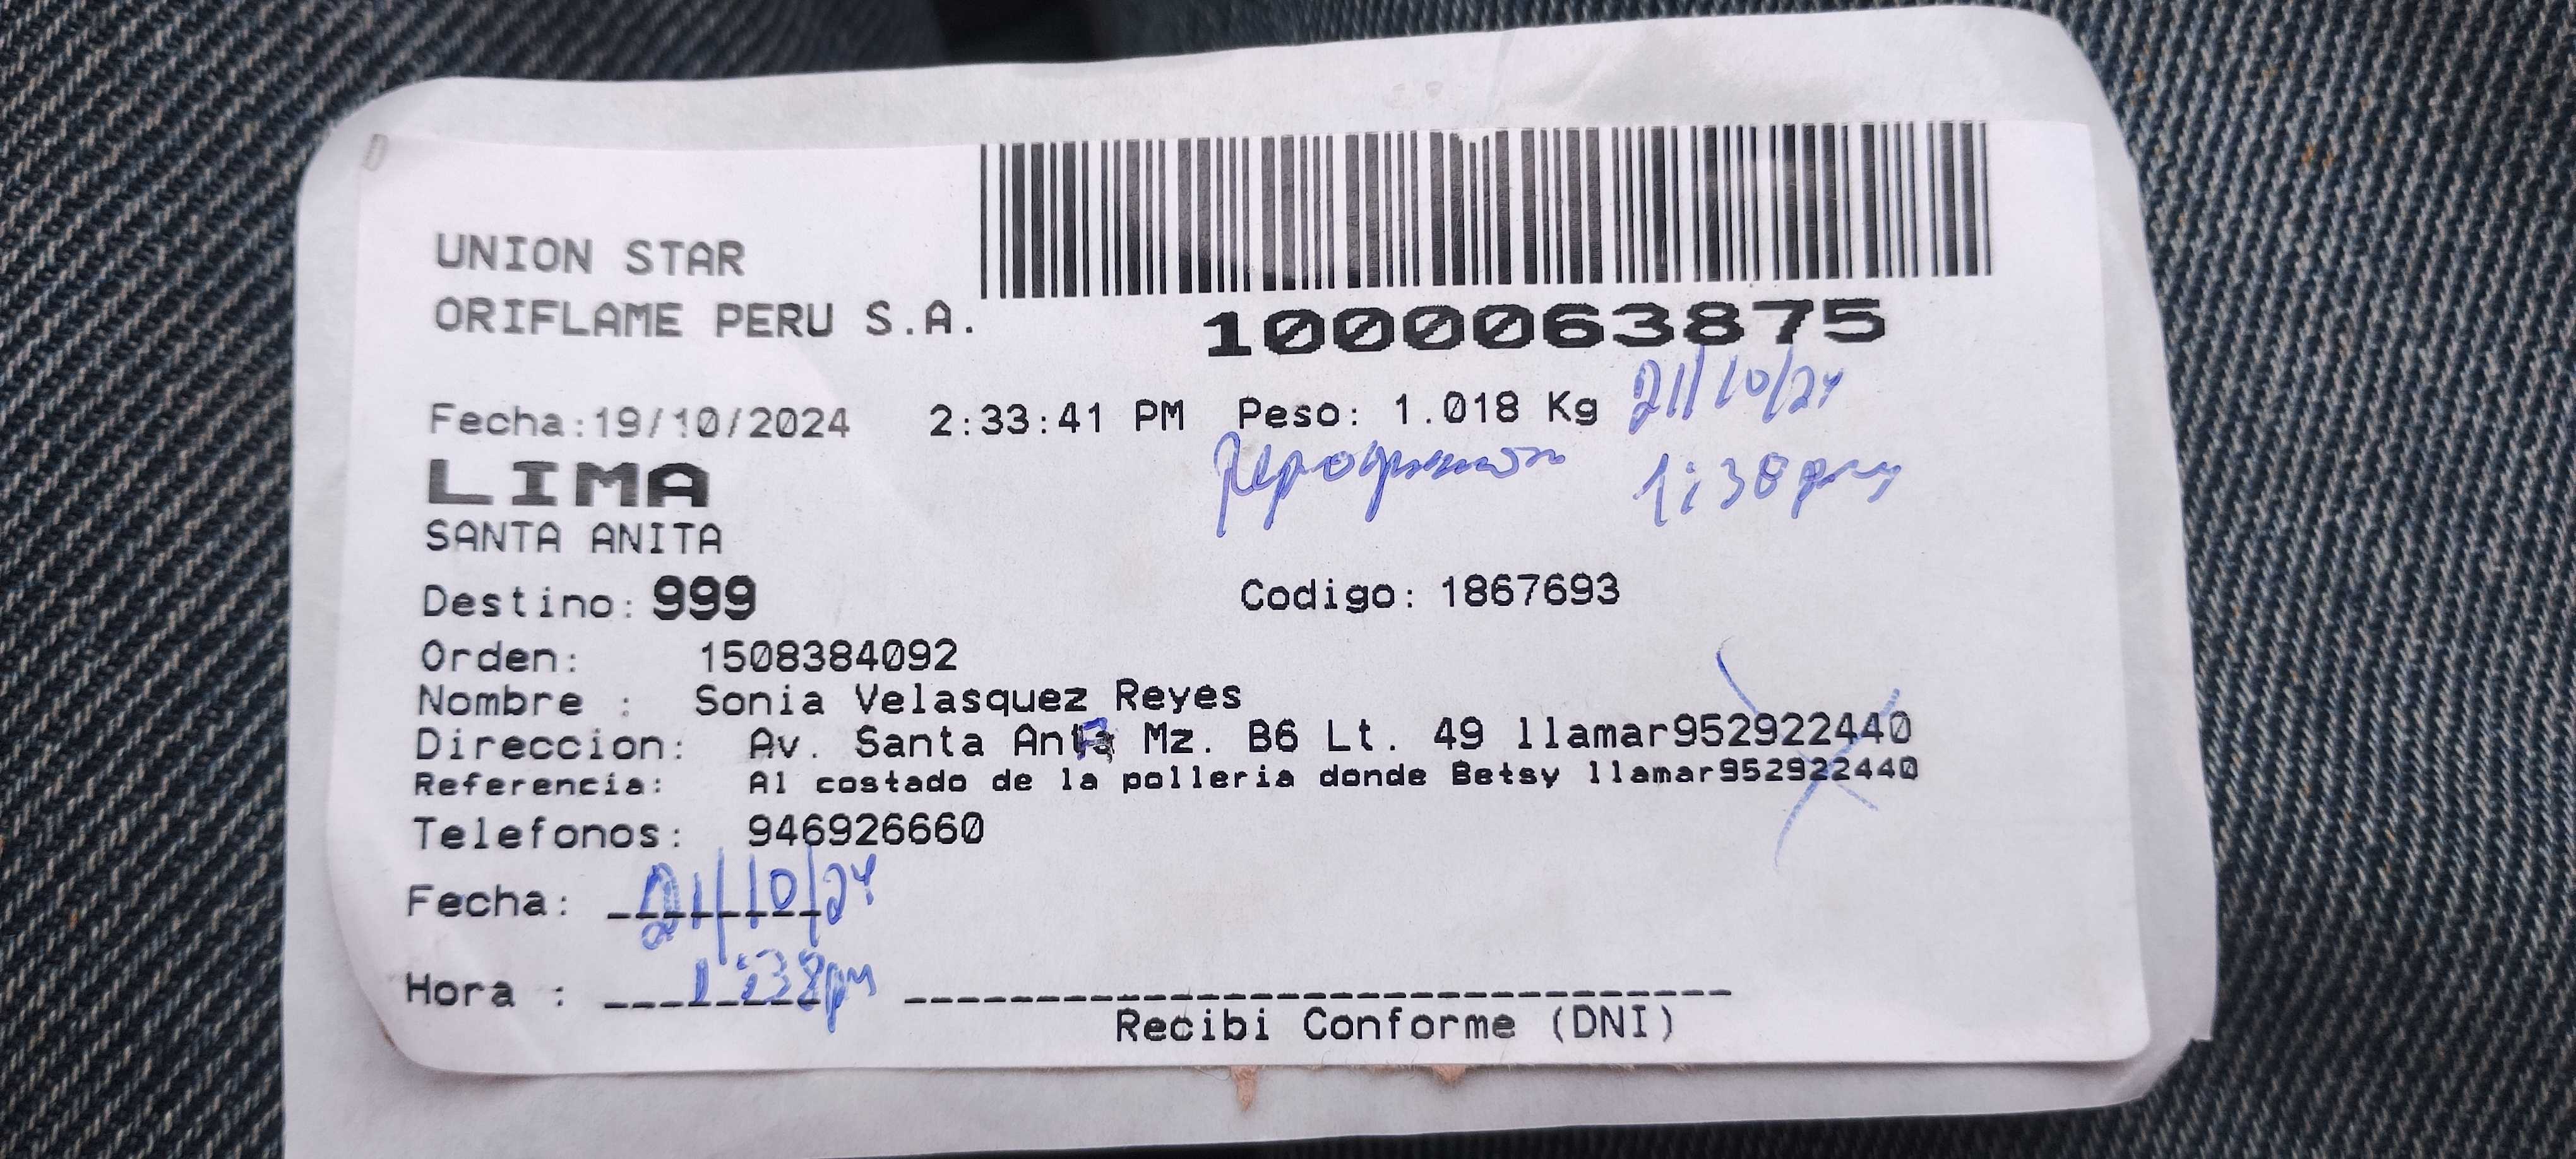 UNION STAR
ORIFLAME PERU S.A.
1000063875
Fecha:19/10/2024 2:33:41 PM Peso: 1.018 Kg 21/10/24
1:38pm
LIMA
SANTA ANITA
Destino: 999 Codigo: 1867693
Orden: 1508384092
Nombre : Sonia Velasquez Reyes
Direccion: Av. Santa Mz. B6 Lt. 49 llamar952922440
Referencia: Al costado de la polleria donde Betsy llamar952922440
Telefonos: 946926660
Fecha: 21/10/24
Hora : 1:38pm
Recibi Conforme (DNI)